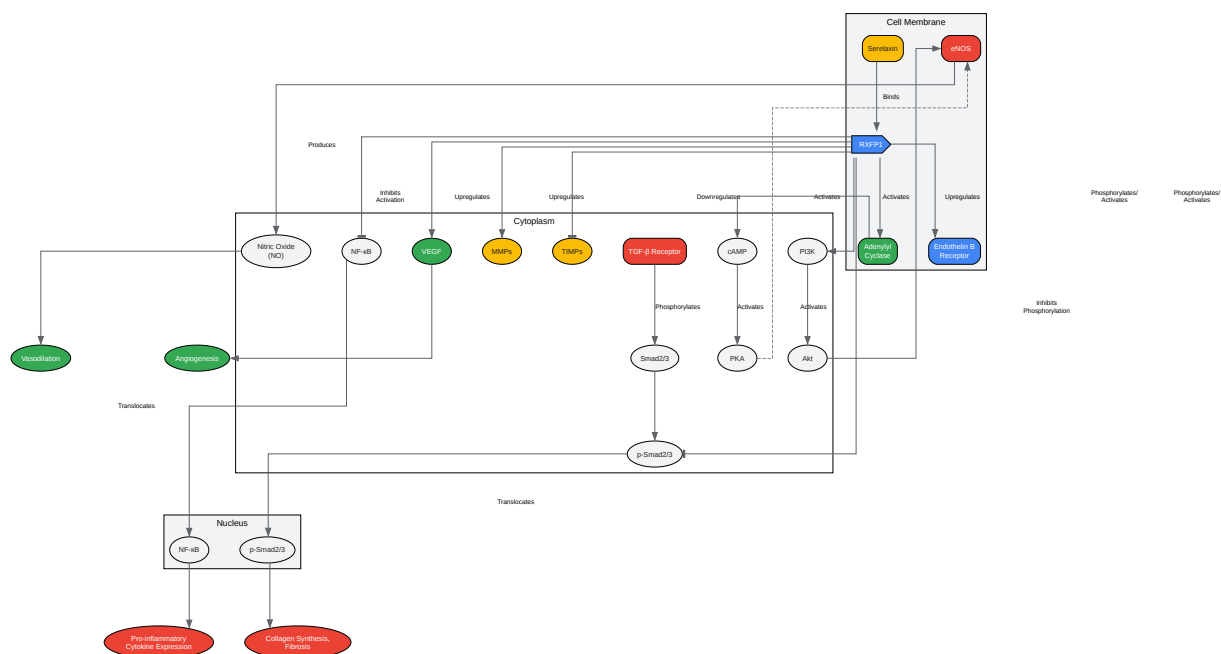 Cell Membrane
Serelaxin
eNOS
Binds
RXFP1
Produces
Inhibits
Activation
Upregulates
Upregulates
Downregulates
Activates
Activates
Upregulates
Phosphorylates/
Activates
Phosphorylates/
Activates
Cytoplasm
Nitric Oxide
(NO)
NF-κB
VEGF
MMPs
TIMPs
TGF-β Receptor
cAMP
PI3K
Adenylyl
Cyclase
Endothelin B
Receptor
Phosphorylates
Activates
Activates
Inhibits
Phosphorylation
Vasodilation
Angiogenesis
Smad2/3
PKA
Akt
Translocates
p-Smad2/3
Translocates
Nucleus
NF-κB
p-Smad2/3
Pro-inflammatory
Cytokine Expression
Collagen Synthesis,
Fibrosis